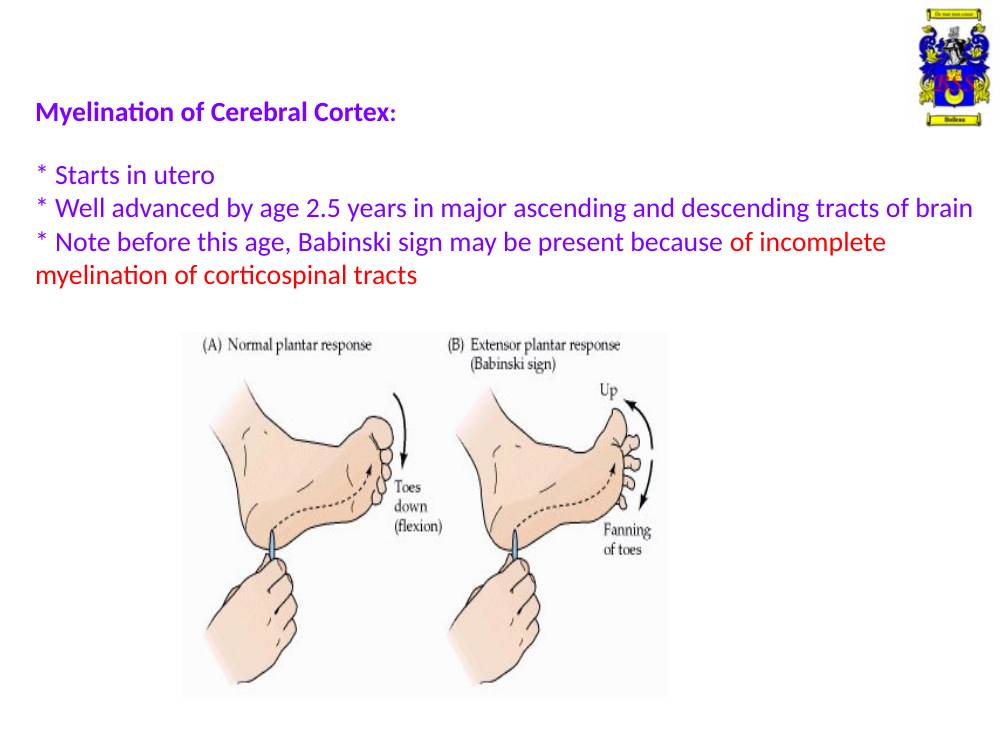 Myelination of Cerebral Cortex:
* Starts in utero
* Well advanced by age 2.5 years in major ascending and descending tracts of brain
* Note before this age, Babinski sign may be present because of incomplete
myelination of corticospinal tracts
(A) Normal plantar response
(B) Extensor plantar response
(Babinski sign)
Up
Toes
down
(flexion)
Fanning
of toes